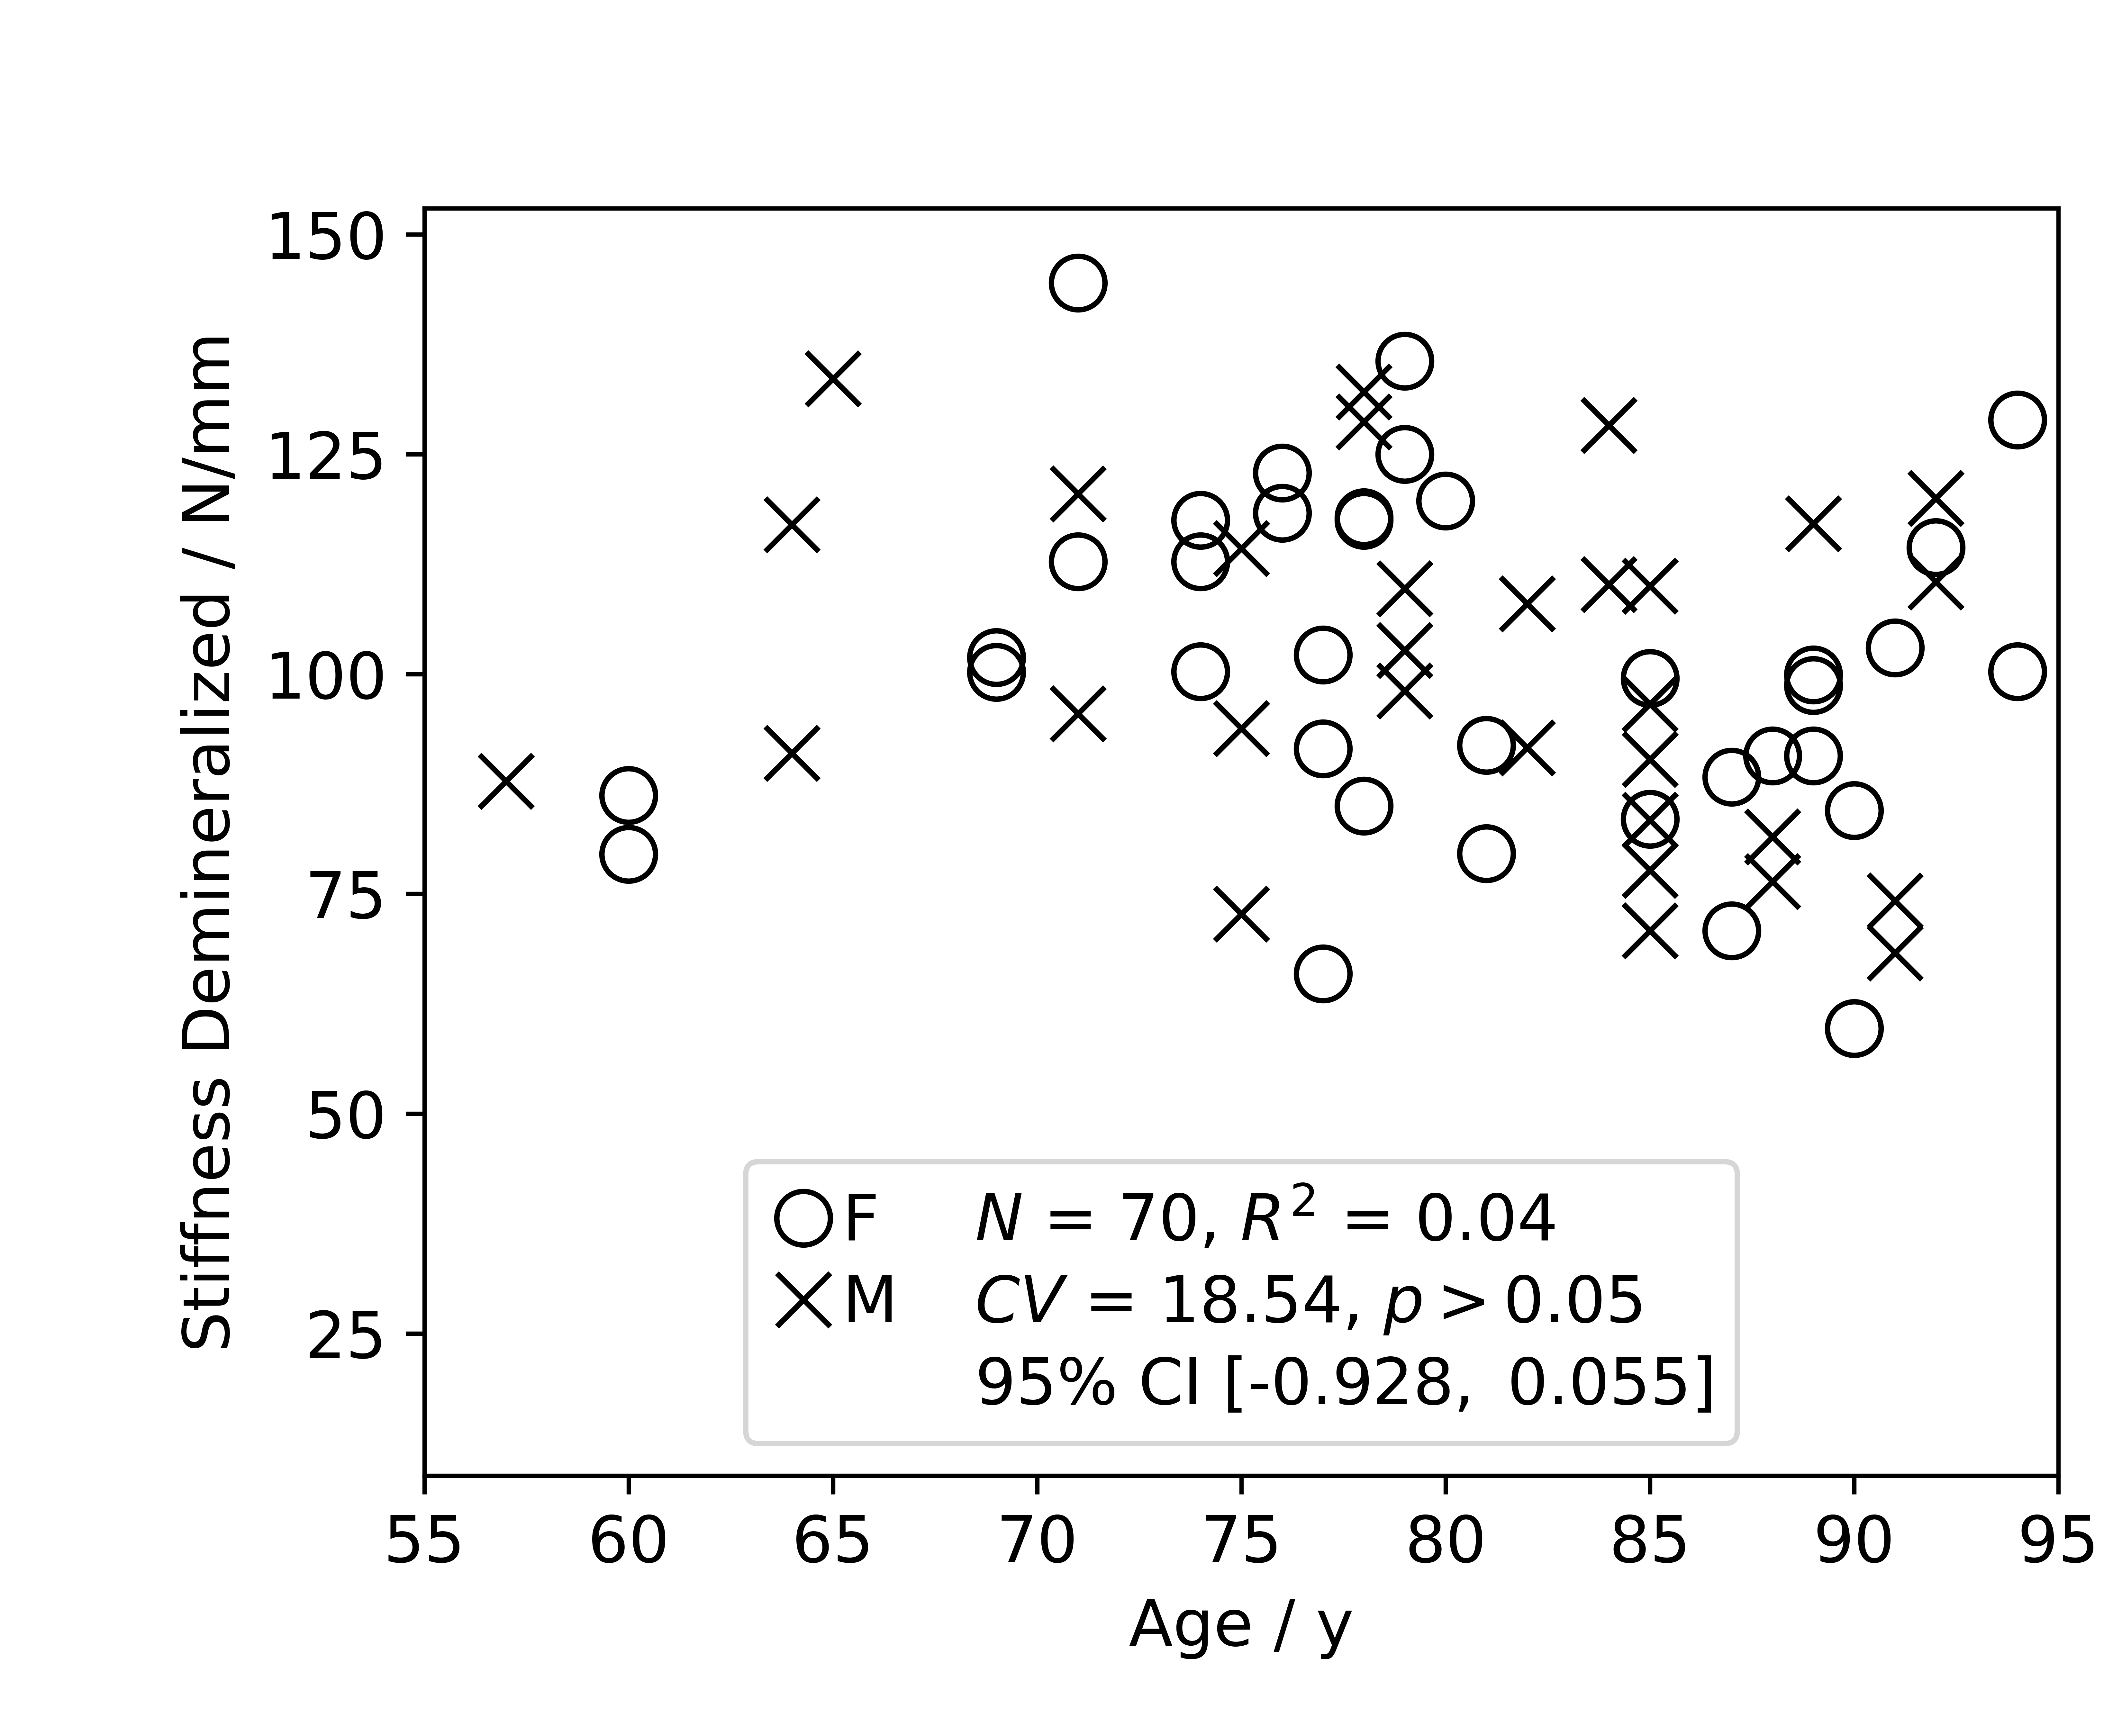 Stiffness Demineralized / N/mm
150
125
100
75
50
25
F N = 70, R² = 0.04
M CV = 18.54, p > 0.05
95% CI [-0.928, 0.055]
55 60 65 70 75 80 85 90 95
Age / y